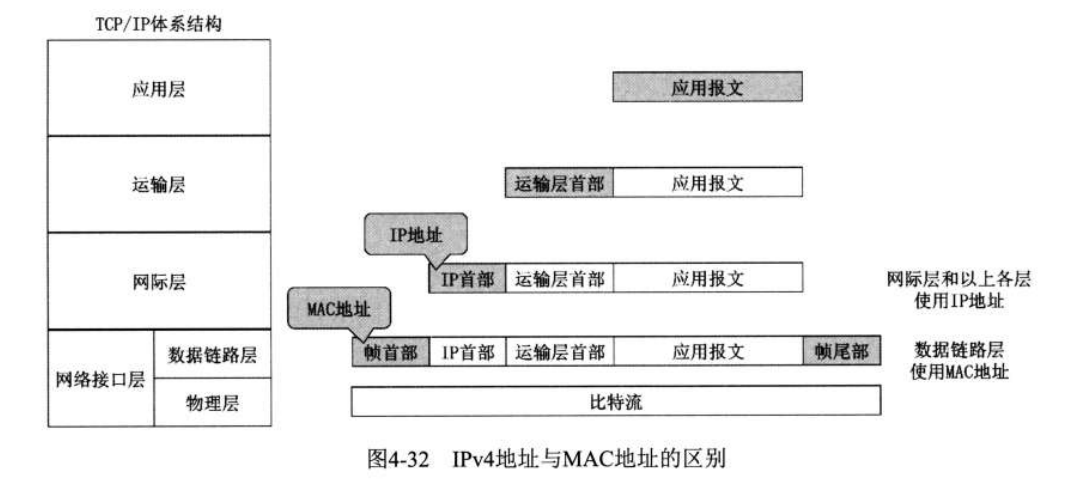 TCP/IP体系结构
应用层
应用报文
运输层
运输层首部 应用报文
IP地址
网际层
IP首部 运输层首部 应用报文
网际层和以上各层
使用IP地址
MAC地址
网络接口层
数据链路层
帧首部 IP首部 运输层首部 应用报文 帧尾部
数据链路层
使用MAC地址
物理层
比特流
图4-32 IPv4地址与MAC地址的区别